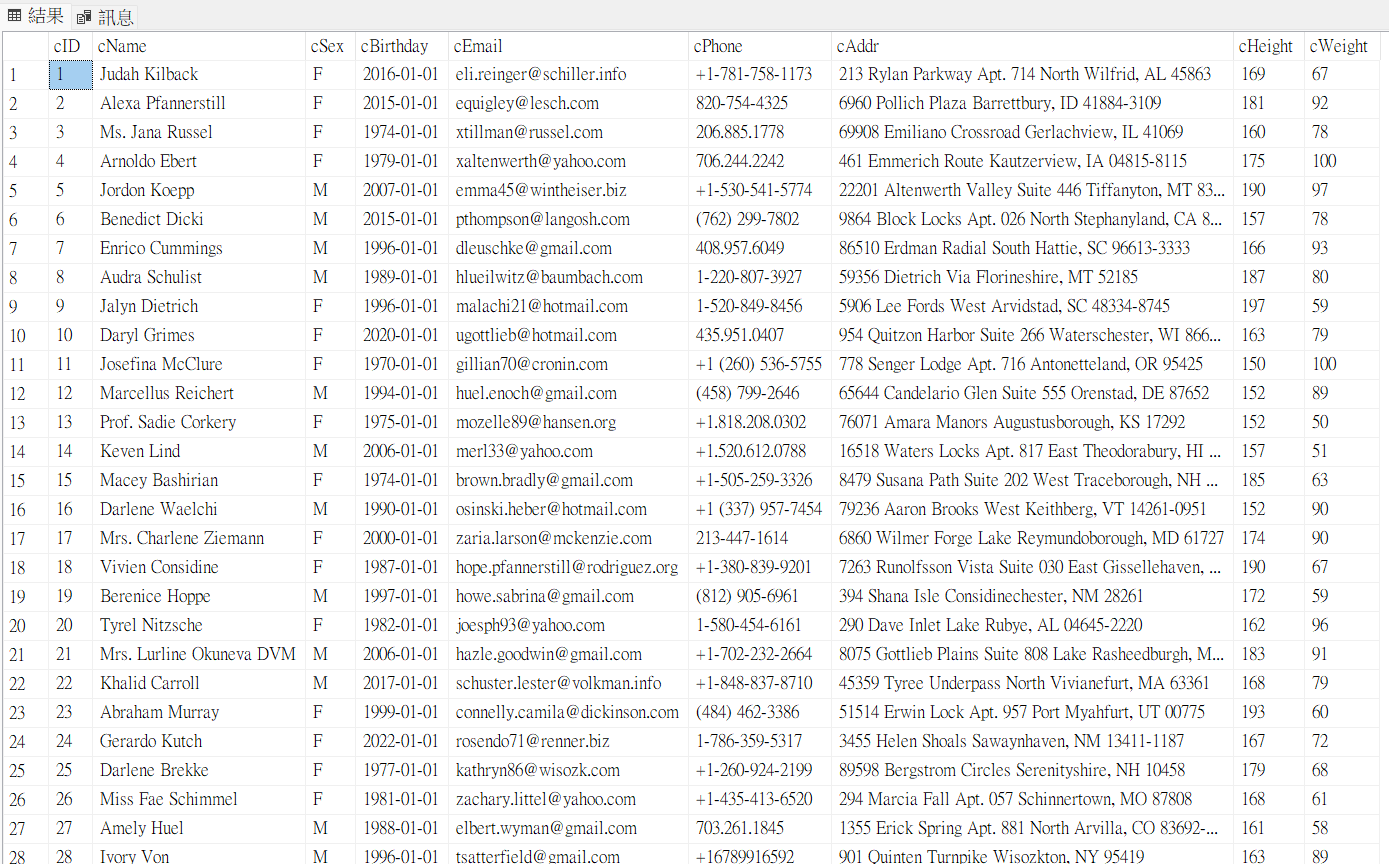 結果 訊息
cID cName cSex cBirthday cEmail cPhone cAddr cHeight cWeight
1 1 Judah Kilback F 2016-01-01 eli.reinger@schiller.info +1-781-758-1173 213 Rylan Parkway Apt. 714 North Wilfrid, AL 45863 169 67
2 2 Alexa Pfannerstill F 2015-01-01 equigley@lesch.com 820-754-4325 6960 Pollich Plaza Barrettbury, ID 41884-3109 181 92
3 3 Ms. Jana Russel F 1974-01-01 xtillman@russel.com 206.885.1778 69908 Emiliano Crossroad Gerlachview, IL 41069 160 78
4 4 Arnoldo Ebert F 1979-01-01 xaltenwerth@yahoo.com 706.244.2242 461 Emmerich Route Kautzerview, IA 04815-8115 175 100
5 5 Jordon Koepp M 2007-01-01 emma45@wintheiser.biz +1-530-541-5774 22201 Altenwerth Valley Suite 446 Tiffanyton, MT 83... 190 97
6 6 Benedict Dicki M 2015-01-01 pthompson@langosh.com (762) 299-7802 9864 Block Locks Apt. 026 North Stephanyland, CA 8... 157 78
7 7 Enrico Cummings M 1996-01-01 dleuschke@gmail.com 408.957.6049 86510 Erdman Radial South Hattie, SC 96613-3333 166 93
8 8 Audra Schulist M 1989-01-01 hlueilwitz@baumbach.com 1-220-807-3927 59356 Dietrich Via Florineshire, MT 52185 187 80
9 9 Jalyn Dietrich F 1996-01-01 malachi21@hotmail.com 1-520-849-8456 5906 Lee Fords West Arvidstad, SC 48334-8745 197 59
10 10 Daryl Grimes F 2020-01-01 ugottlieb@hotmail.com 435.951.0407 954 Quitzon Harbor Suite 266 Waterschester, WI 866... 163 79
11 11 Josefina McClure F 1970-01-01 gillian70@cronin.com +1 (260) 536-5755 778 Senger Lodge Apt. 716 Antonetteland, OR 95425 150 100
12 12 Marcellus Reichert M 1994-01-01 huel.enoch@gmail.com (458) 799-2646 65644 Candelario Glen Suite 555 Orenstad, DE 87652 152 89
13 13 Prof. Sadie Corkery F 1975-01-01 mozelle89@hansen.org +1.818.208.0302 76071 Amara Manors Augustusborough, KS 17292 152 50
14 14 Keven Lind M 2006-01-01 merl33@yahoo.com +1.520.612.0788 16518 Waters Locks Apt. 817 East Theodorabury, HI ... 157 51
15 15 Macey Bashirian F 1974-01-01 brown.bradly@gmail.com +1-505-259-3326 8479 Susana Path Suite 202 West Traceborough, NH ... 185 63
16 16 Darlene Waelchi M 1990-01-01 osinski.heber@hotmail.com +1 (337) 957-7454 79236 Aaron Brooks West Keithberg, VT 14261-0951 152 90
17 17 Mrs. Charlene Ziemann F 2000-01-01 zaria.larson@mckenzie.com 213-447-1614 6860 Wilmer Forge Lake Reymundoborough, MD 61727 174 90
18 18 Vivien Considine F 1987-01-01 hope.pfannerstill@rodriguez.org +1-380-839-9201 7263 Runolfsson Vista Suite 030 East Gissellehaven, ... 190 67
19 19 Berenice Hoppe M 1997-01-01 howe.sabrina@gmail.com (812) 905-6961 394 Shana Isle Considinechester, NM 28261 172 59
20 20 Tyrel Nitzsche F 1982-01-01 joesph93@yahoo.com 1-580-454-6161 290 Dave Inlet Lake Rubye, AL 04645-2220 162 96
21 21 Mrs. Lurline Okuneva DVM M 2006-01-01 hazle.goodwin@gmail.com +1-702-232-2664 8075 Gottlieb Plains Suite 808 Lake Rasheedburgh, M... 183 91
22 22 Khalid Carroll M 2017-01-01 schuster.lester@volkman.info +1-848-837-8710 45359 Tyree Underpass North Vivianefurt, MA 63361 168 79
23 23 Abraham Murray F 1999-01-01 connelly.camila@dickinson.com (484) 462-3386 51514 Erwin Lock Apt. 957 Port Myahfurt, UT 00775 193 60
24 24 Gerardo Kutch F 2022-01-01 rosendo71@renner.biz 1-786-359-5317 3455 Helen Shoals Sawaynhaven, NM 13411-1187 167 72
25 25 Darlene Brekke F 1977-01-01 kathryn86@wisozk.com +1-260-924-2199 89598 Bergstrom Circles Serenityshire, NH 10458 179 68
26 26 Miss Fae Schimmel F 1981-01-01 zachary.littel@yahoo.com +1-435-413-6520 294 Marcia Fall Apt. 057 Schinnertown, MO 87808 168 61
27 27 Amely Huel M 1988-01-01 elbert.wyman@gmail.com 703.261.1845 1355 Erick Spring Apt. 881 North Arvilla, CO 83692-... 161 58
28 28 Ivory Von M 1996-01-01 tsatterfield@gmail.com +16789916592 901 Quinten Turnpike Wisozkton, NY 95419 163 89